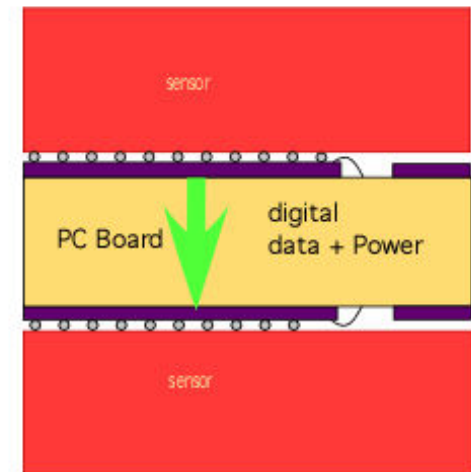 sensor
PC Board
digital
data + Power
sensor